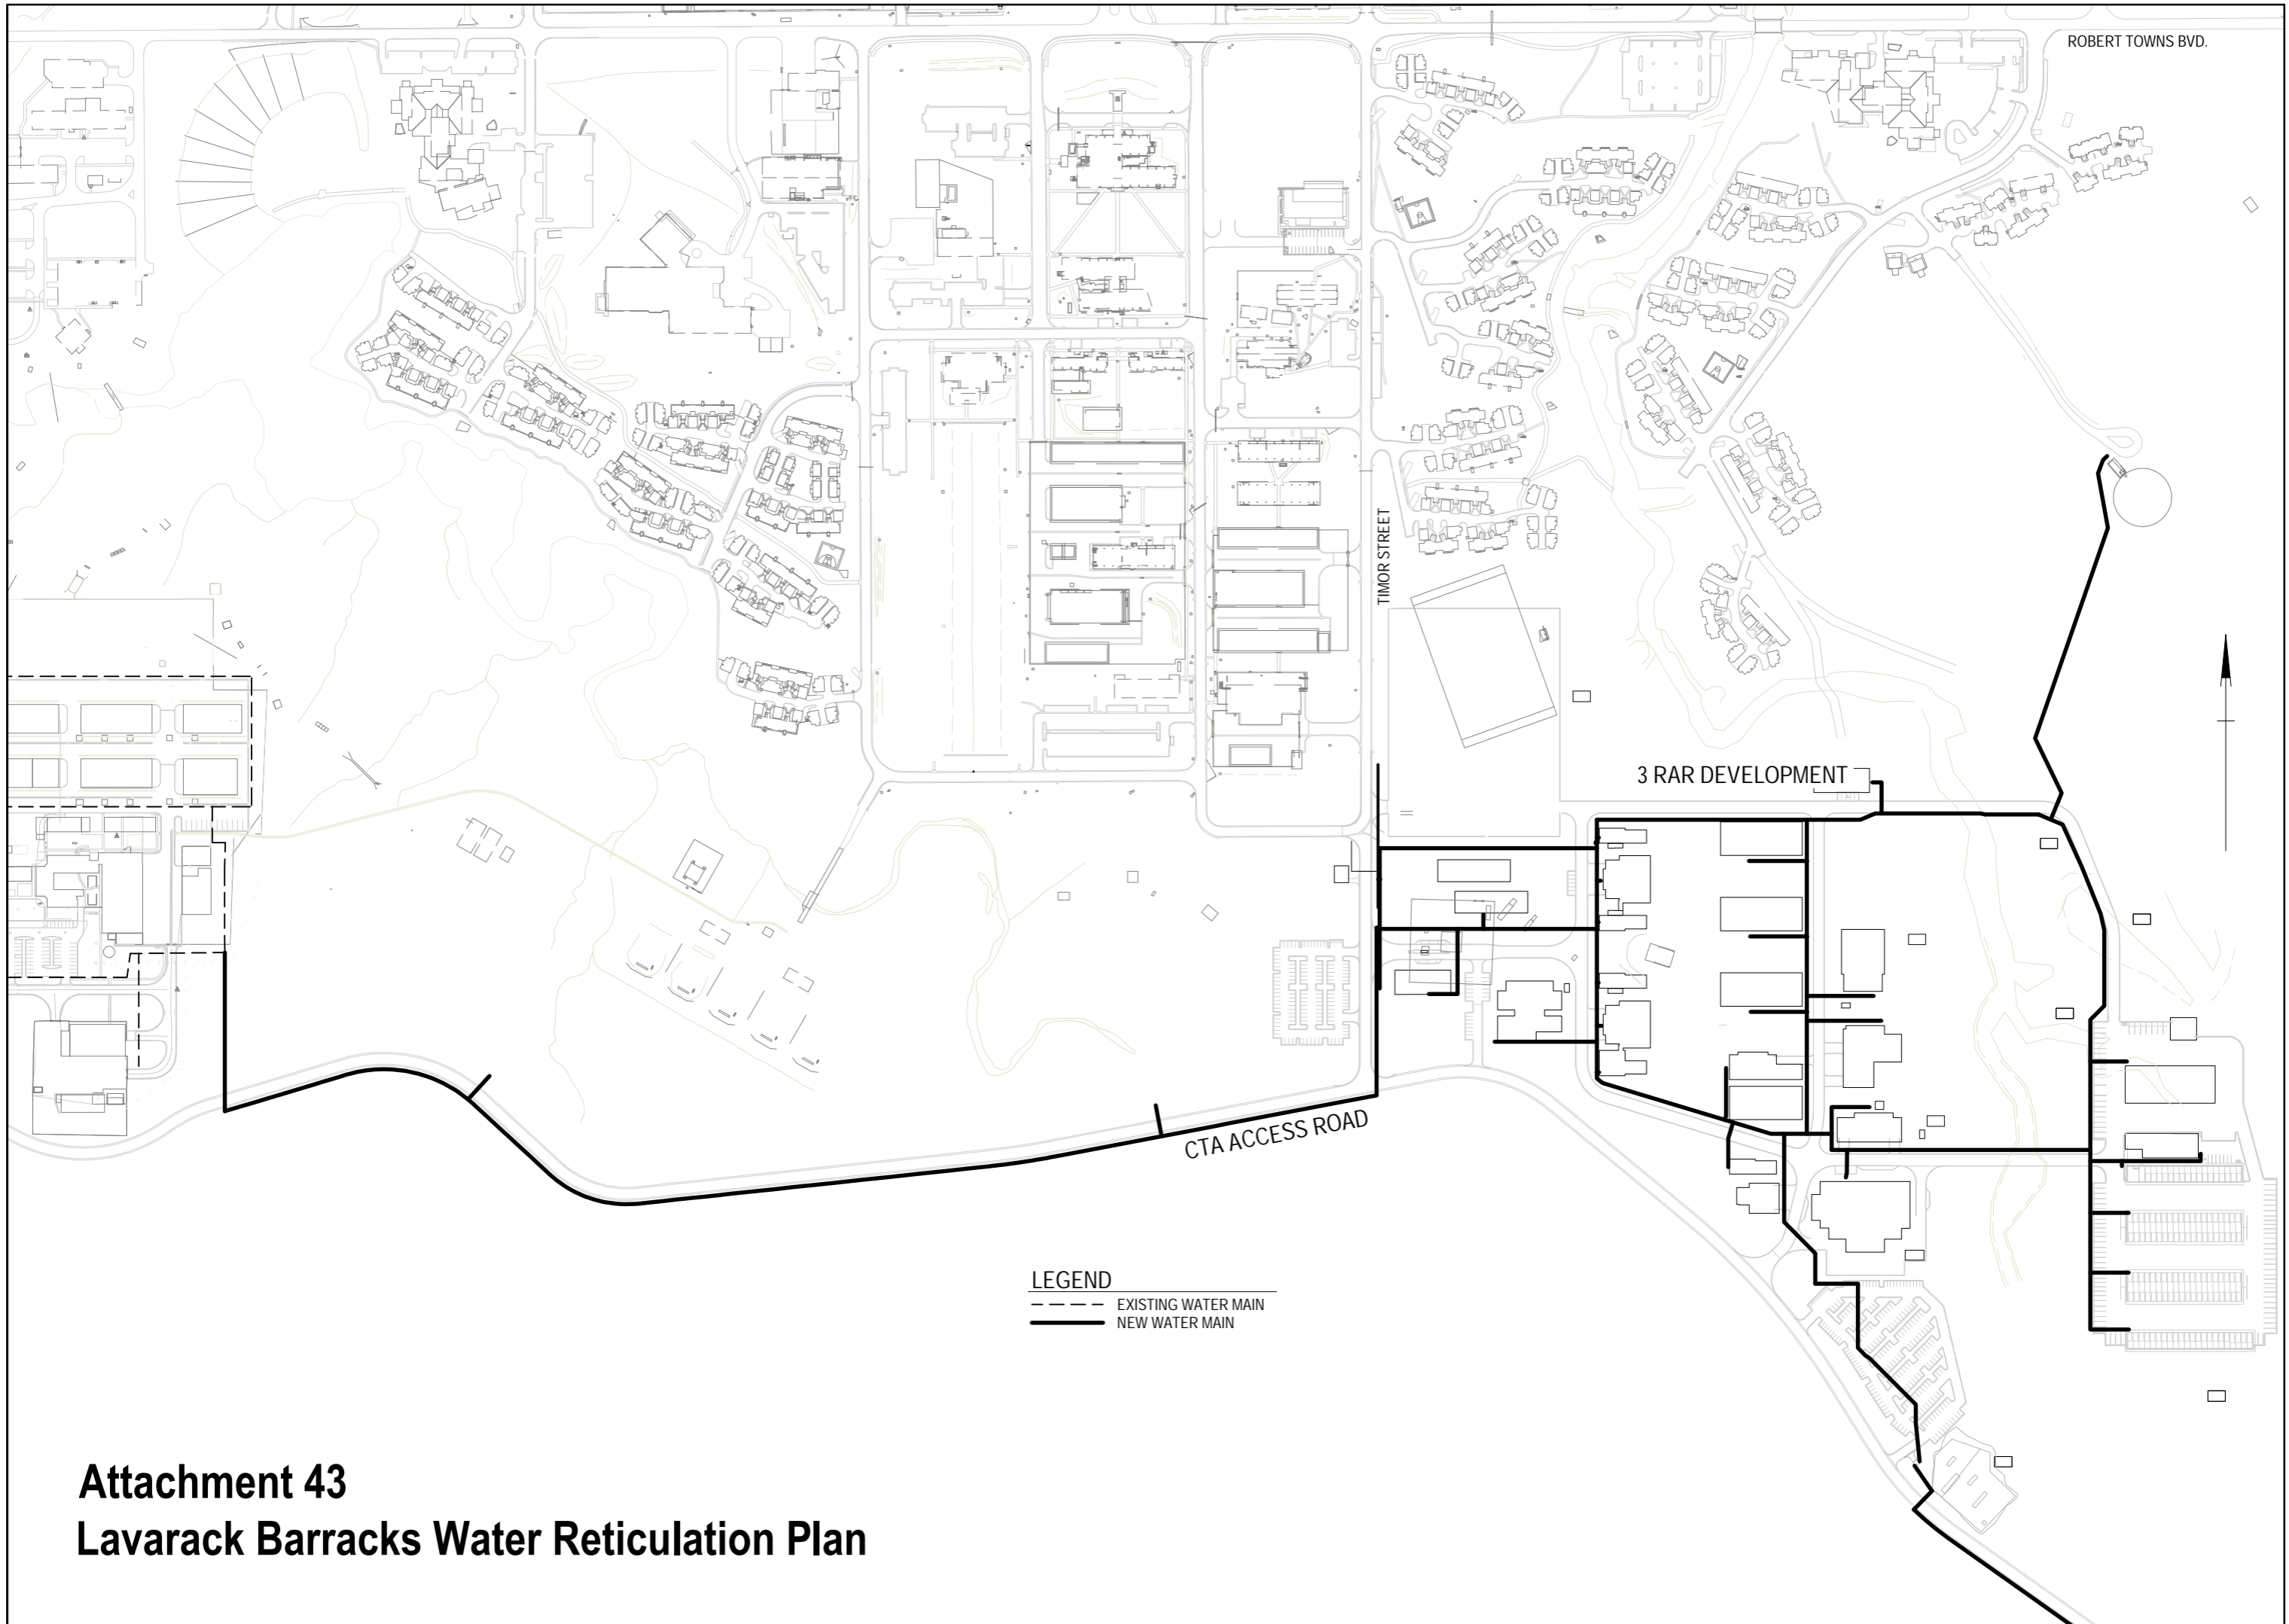 ROBERT TOWNS BVD.
TIMOR STREET
3 RAR DEVELOPMENT
CTA ACCESS ROAD
LEGEND
EXISTING WATER MAIN
NEW WATER MAIN
Attachment 43
Lavarack Barracks Water Reticulation Plan